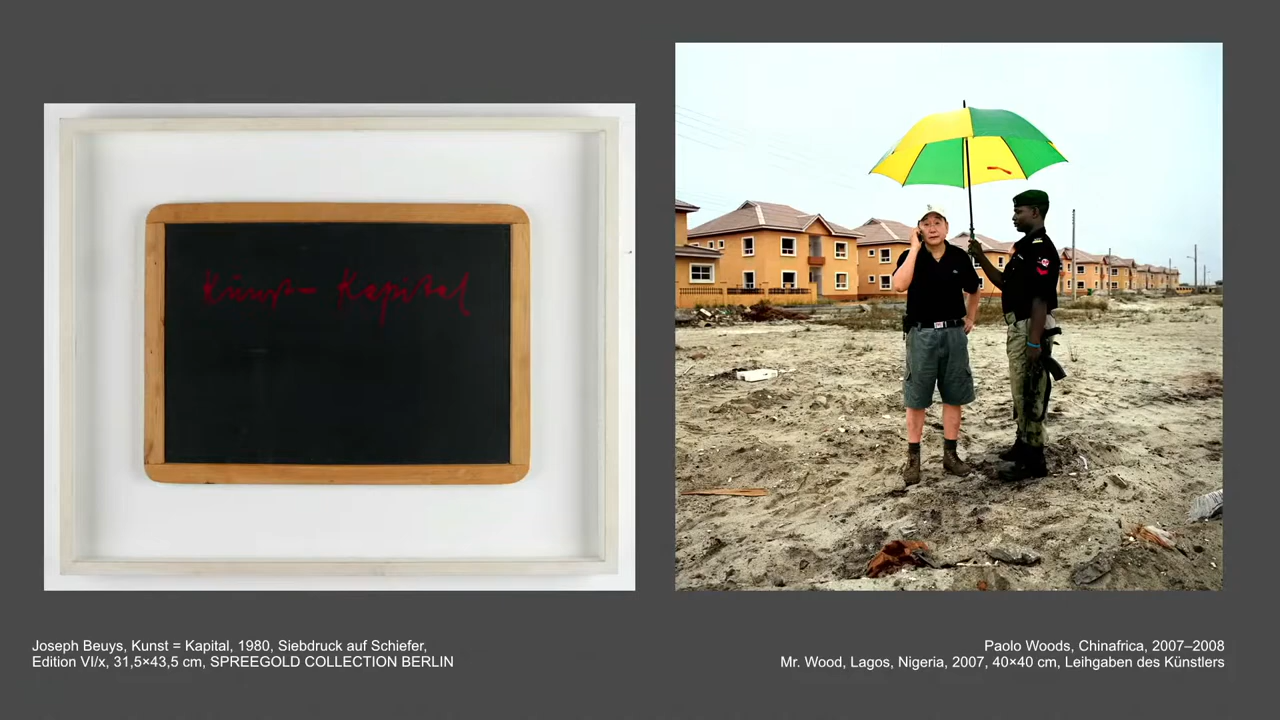 Kunst = Kapital
Joseph Beuys, Kunst = Kapital, 1980, Siebdruck auf Schiefer,
Edition VI/x, 31,5×43,5 cm, SPREEGOLD COLLECTION BERLIN
Paolo Woods, Chinafrica, 2007–2008
Mr. Wood, Lagos, Nigeria, 2007, 40×40 cm, Leihgaben des Künstlers